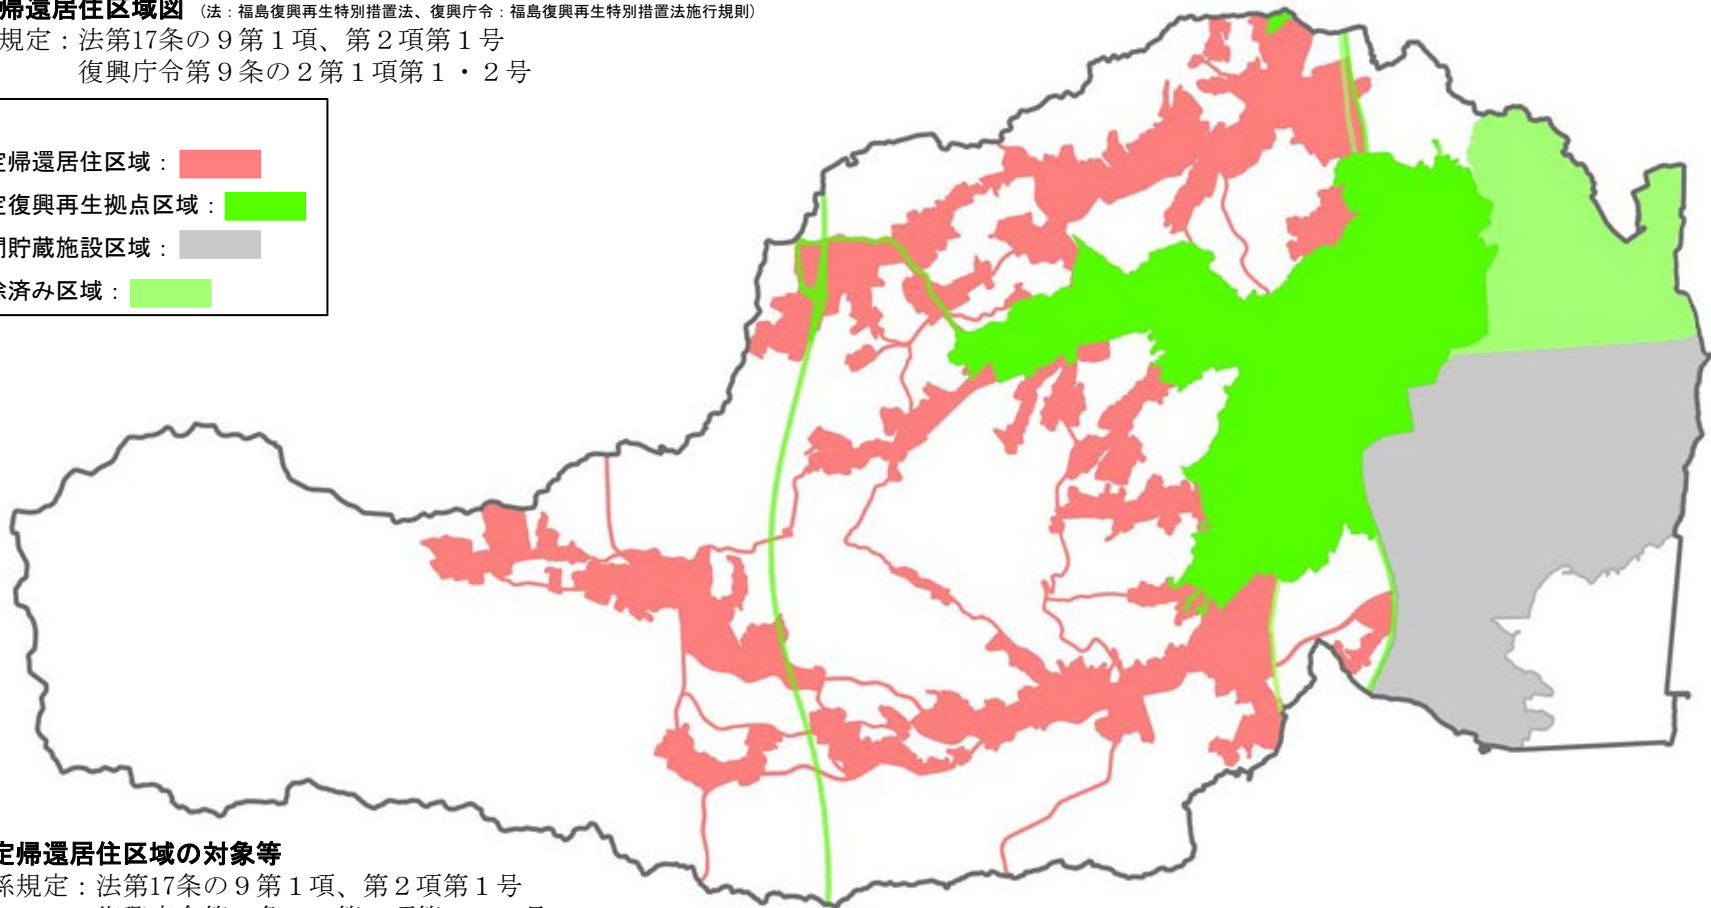 帰還居住区域図 （法：福島復興再生特別措置法、復興庁令：福島復興再生特別措置法施行規則）
規定：法第17条の９第１項、第２項第１号
復興庁令第９条の２第１項第１・２号
定帰還居住区域：
定復興再生拠点区域：
間貯蔵施設区域：
除済み区域：
定帰還居住区域の対象等
係規定：法第17条の９第１項、第２項第１号